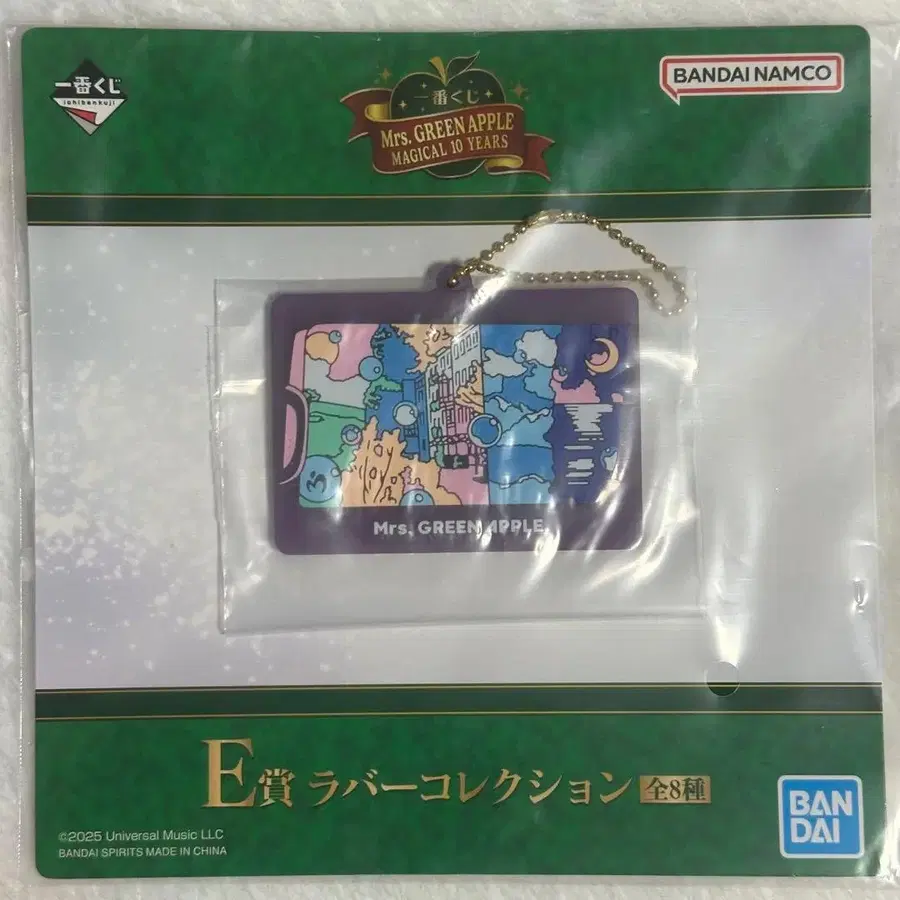 一番くじ
ichibankuji
一番くじ
Mrs. GREEN APPLE
MAGICAL 10 YEARS
BANDAI NAMCO
Mrs. GREEN APPLE
E賞 ラバーコレクション 全8種
©2025 Universal Music LLC
BANDAI SPIRITS MADE IN CHINA
BAN
DAI